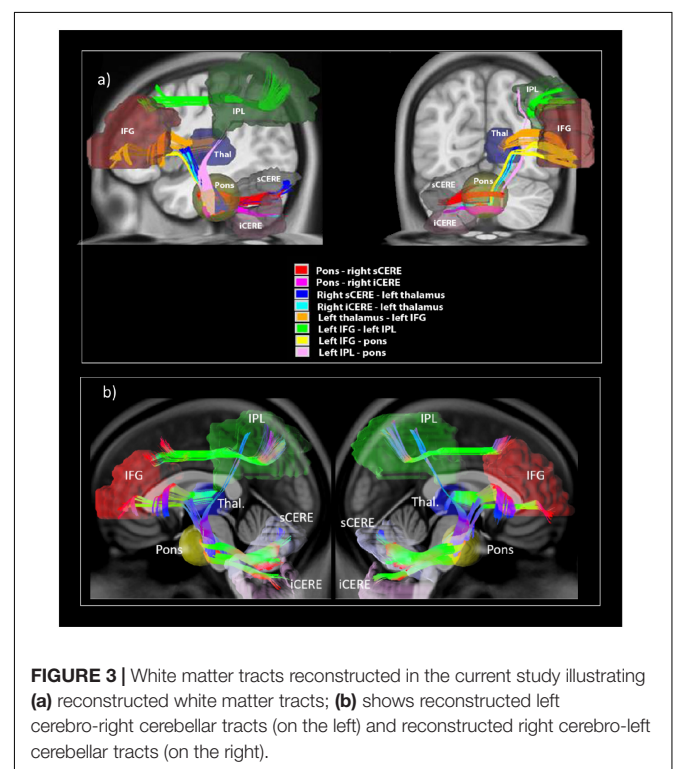 a)
IPL
IFG
Thal
sCERE
Pons
iCERE
IPL
Thal
IFG
sCERE
Pons
iCERE
Pons - right sCERE
Pons - right iCERE
Right sCERE - left thalamus
Right iCERE - left thalamus
Left thalamus - left IFG
Left IFG - left IPL
Left IFG - pons
Left IPL - pons
b)
IPL
IFG
Thal.
sCERE
Pons
iCERE
IPL
IFG
Thal.
sCERE
Pons
iCERE
FIGURE 3 | White matter tracts reconstructed in the current study illustrating
(a) reconstructed white matter tracts; (b) shows reconstructed left
cerebro-right cerebellar tracts (on the left) and reconstructed right cerebro-left
cerebellar tracts (on the right).